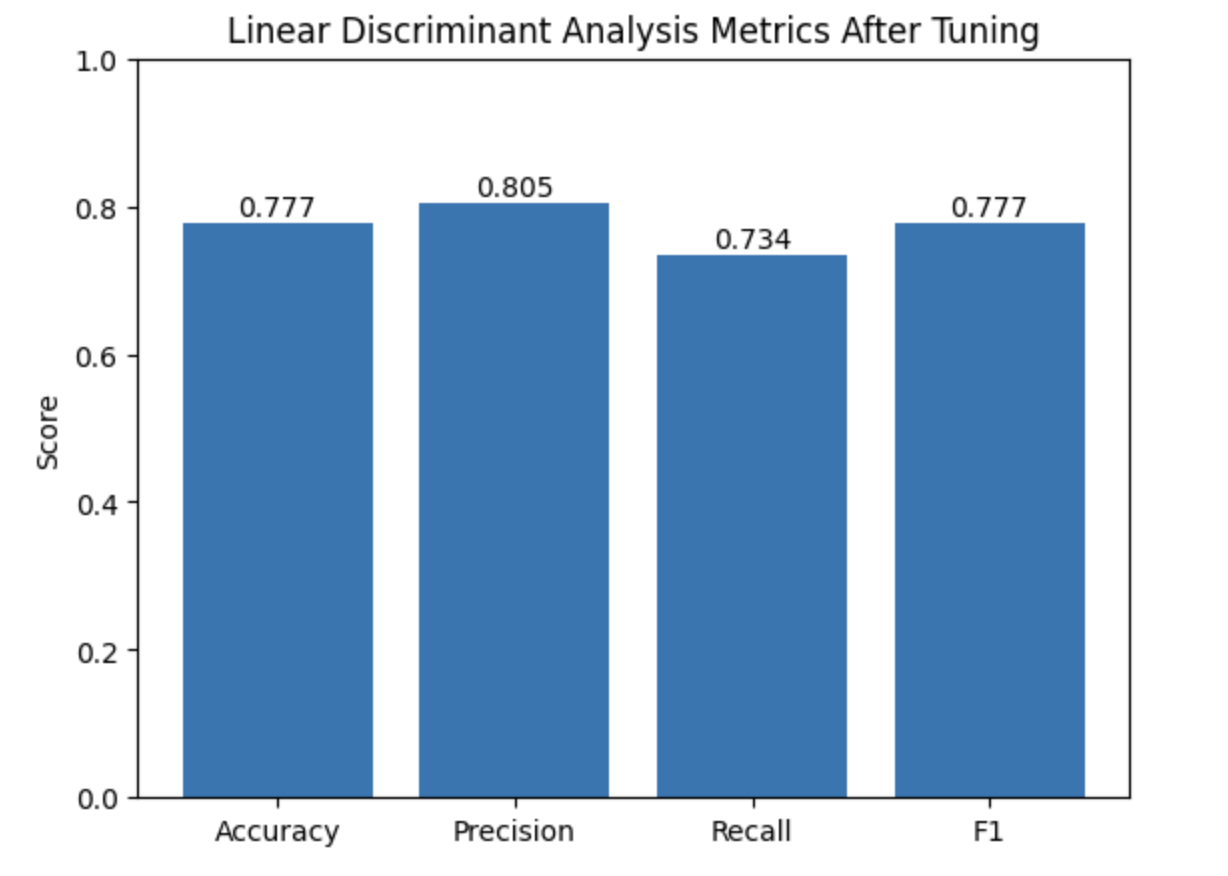 Linear Discriminant Analysis Metrics After Tuning
1.0
0.8
0.6
0.4
0.2
0.0
Score
0.777
0.805
0.734
0.777
Accuracy
Precision
Recall
F1